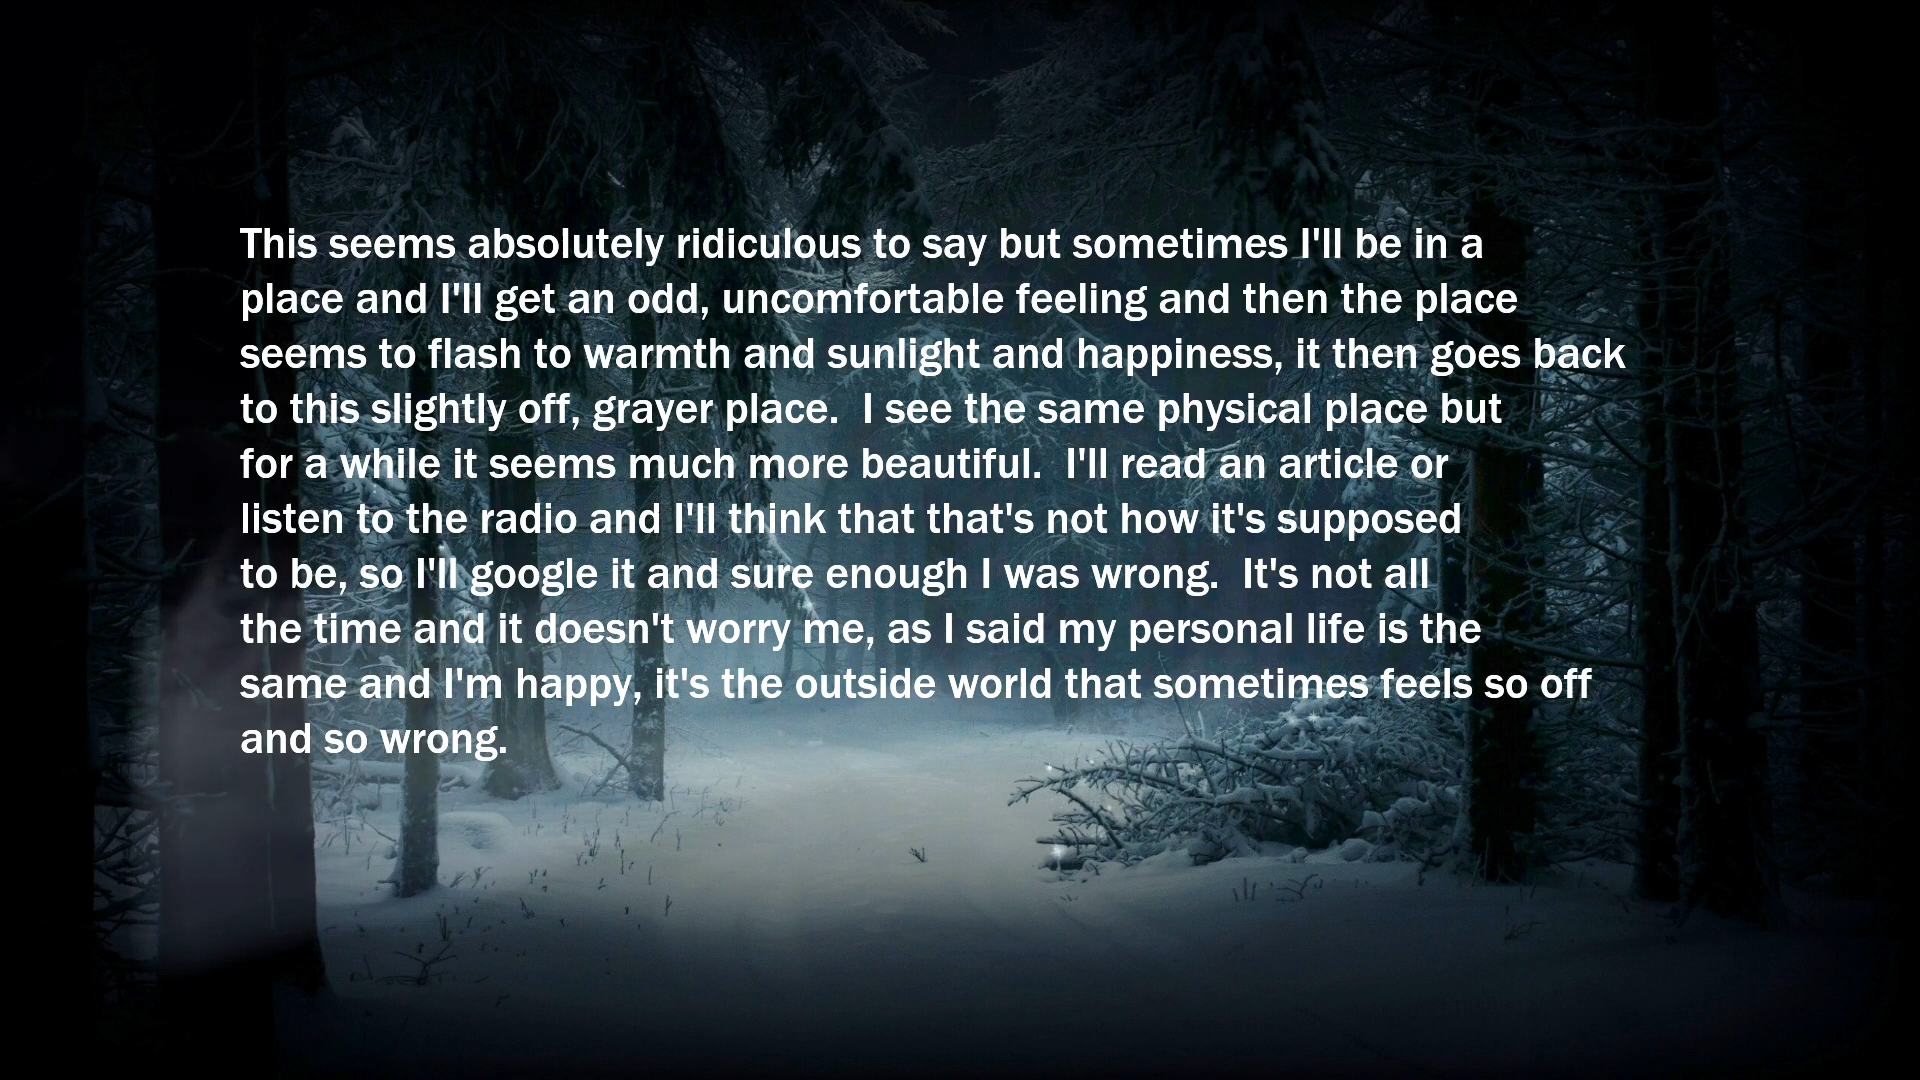 This seems absolutely ridiculous to say but sometimes I'll be in a
place and I'll get an odd, uncomfortable feeling and then the place
seems to flash to warmth and sunlight and happiness, it then goes back
to this slightly off, grayer place.  I see the same physical place but
for a while it seems much more beautiful.  I'll read an article or
listen to the radio and I'll think that that's not how it's supposed
to be, so I'll google it and sure enough I was wrong.  It's not all
the time and it doesn't worry me, as I said my personal life is the
same and I'm happy, it's the outside world that sometimes feels so off
and so wrong.